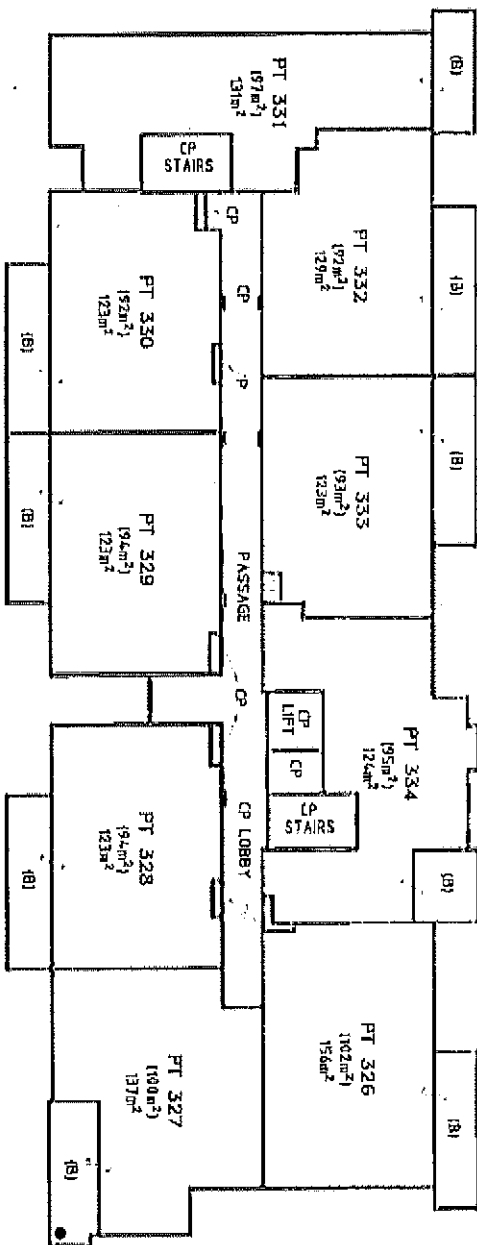 (B)
PT 331
(97m²)
131m²
CP
STAIRS
CP
PT 332
(92m²)
129m²
(B)
CP
PT 330
(92m²)
123m²
(B)
P
PT 333
(93m²)
123m²
(B)
PT 329
(94m²)
123m²
(B)
PASSAGE
CP
CP
LIFT
CP
PT 334
(95m²)
124m²
CP
STAIRS
CP LOBBY
PT 328
(94m²)
123m²
(B)
(B)
PT 326
(102m²)
156m²
(B)
PT 327
(100m²)
137m²
(B)